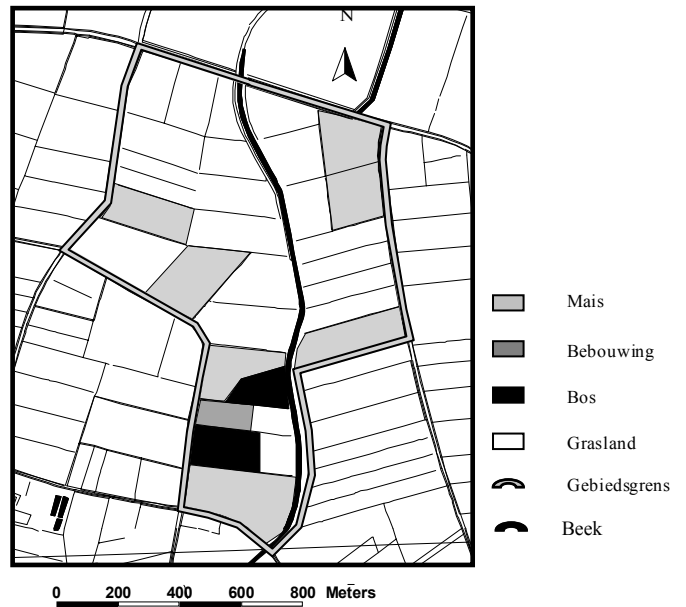 N
Mais
Bebouwing
Bos
Grasland
Gebiedsgrens
Beek
0 200 400 600 800 Meters